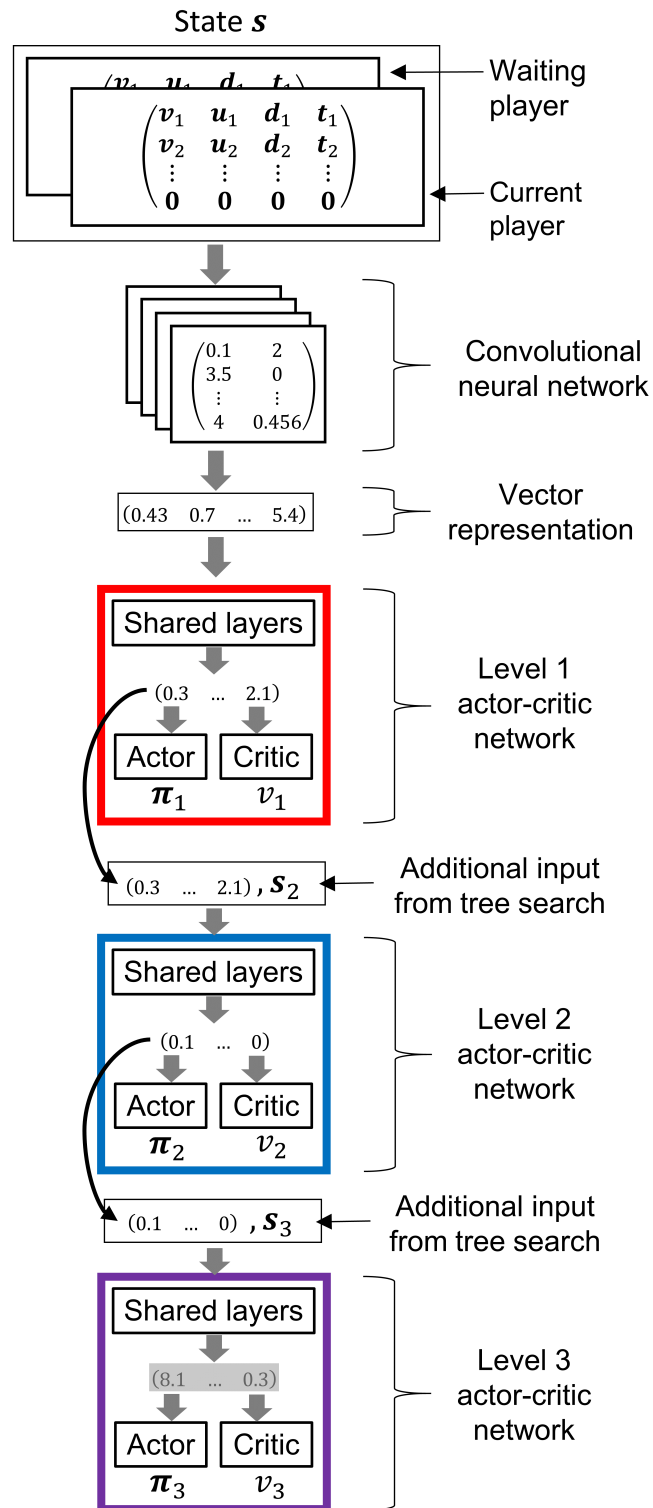 State s
Waiting
player
(v₁ u₁ d₁ t₁)
v₁ u₁ d₁ t₁
v₂ u₂ d₂ t₂
⋮ ⋮ ⋮ ⋮
0 0 0 0
Current
player
0.1 2
3.5 0
⋮ ⋮
4 0.456
Convolutional
neural network
(0.43 0.7 ... 5.4)
Vector
representation
Shared layers
(0.3 ... 2.1)
Actor Critic
π₁ v₁
Level 1
actor-critic
network
(0.3 ... 2.1) , s₂
Additional input
from tree search
Shared layers
(0.1 ... 0)
Actor Critic
π₂ v₂
Level 2
actor-critic
network
(0.1 ... 0) , s₃
Additional input
from tree search
Shared layers
(8.1 ... 0.3)
Actor Critic
π₃ v₃
Level 3
actor-critic
network